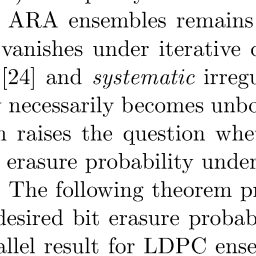 ARA ensembles remains
vanishes under iterative
[24] and systematic irregu
necessarily becomes unbo
raises the question whe
erasure probability under
The following theorem pr
desired bit erasure probab
allel result for LDPC ense